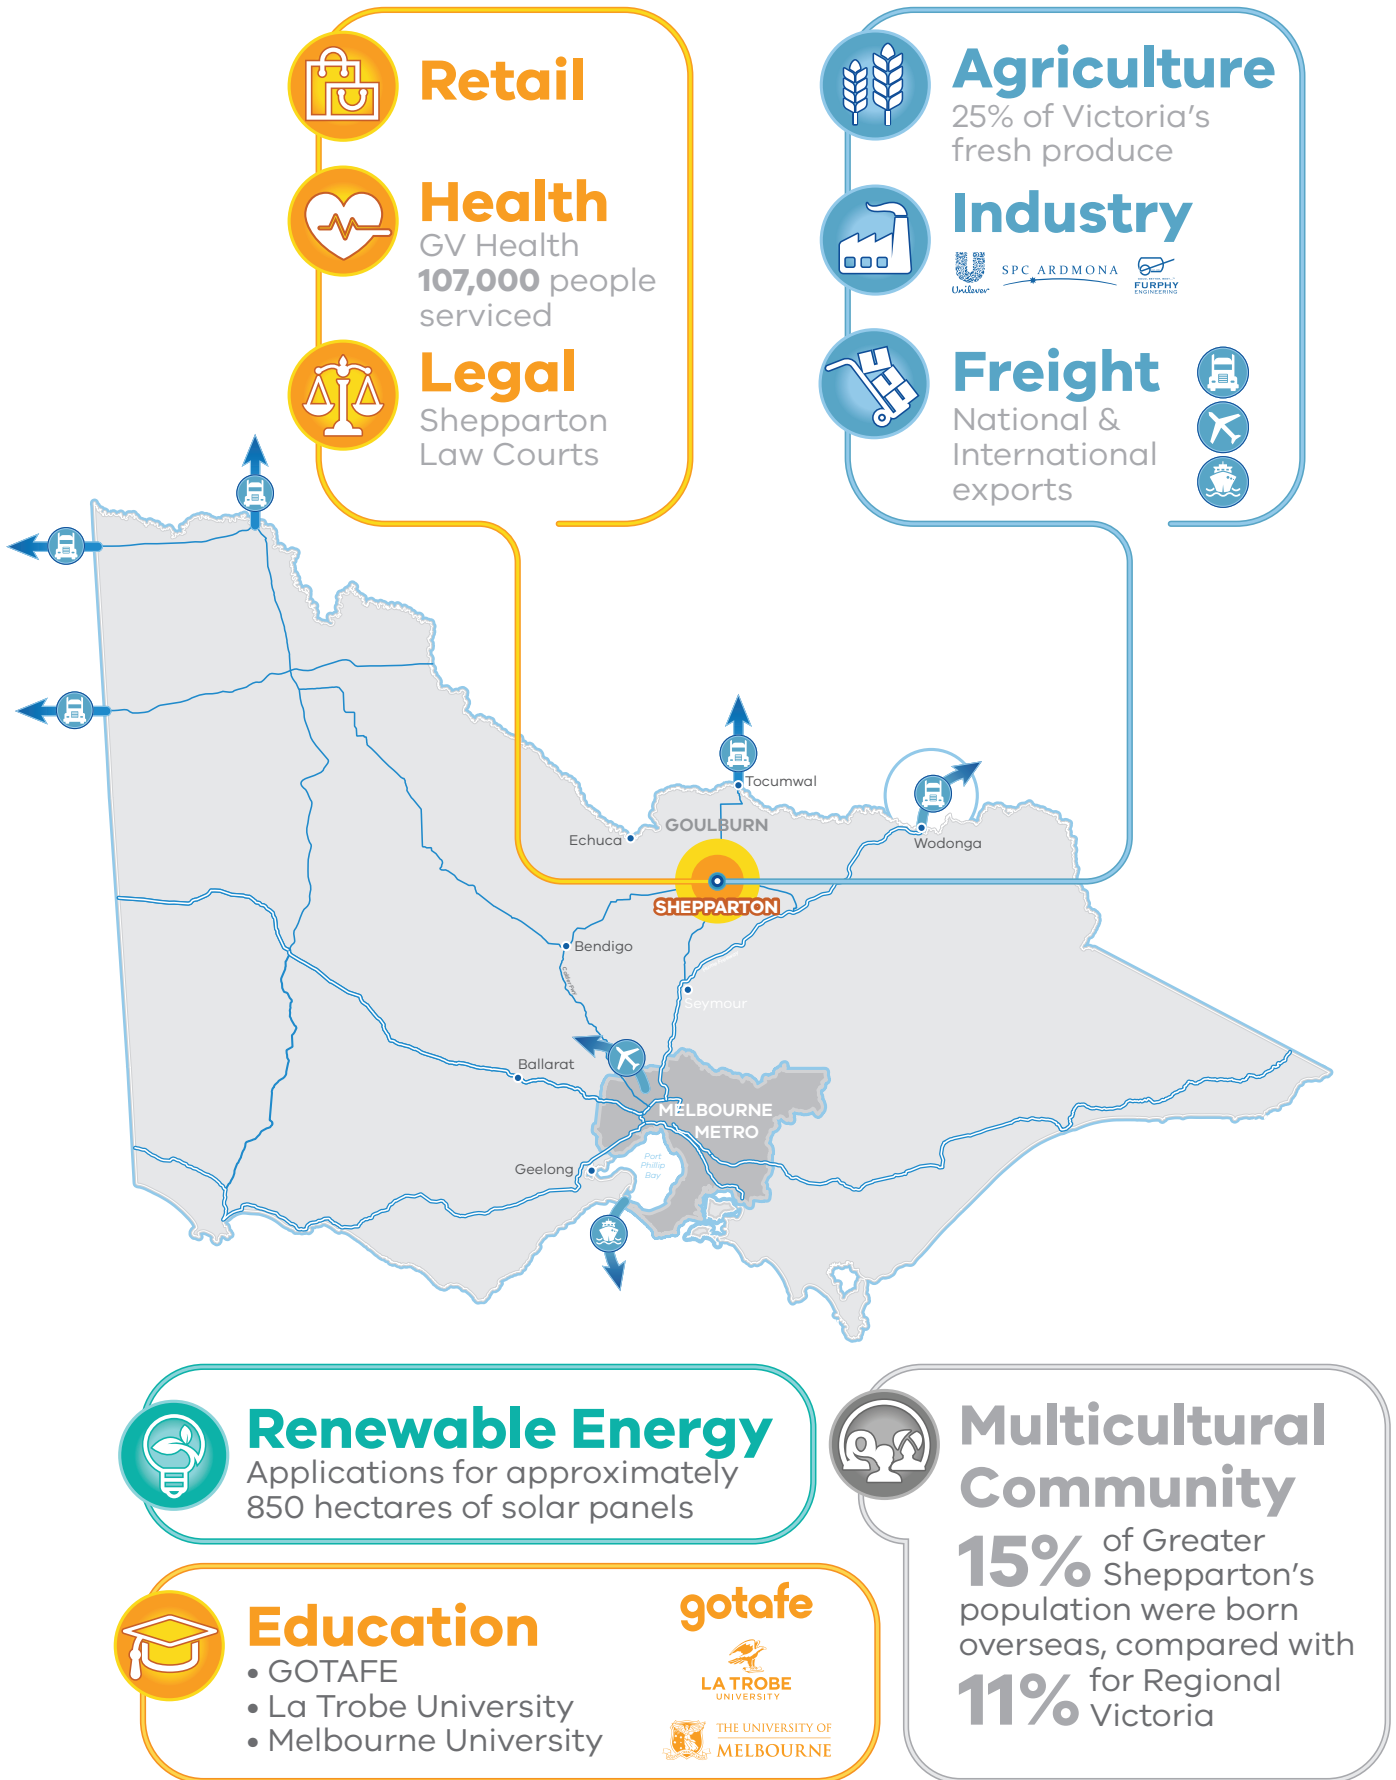 Retail
Health
GV Health
107,000 people
serviced
Legal
Shepparton
Law Courts
Agriculture
25% of Victoria's
fresh produce
Industry
Unilever
SPC ARDMONA
FURPHY
ENGINEERING
Freight
National &
International
exports
Tocumwal
GOULBURN
Echuca
Wodonga
SHEPPARTON
Bendigo
Seymour
Ballarat
MELBOURNE
METRO
Port
Phillip
Bay
Geelong
Renewable Energy
Applications for approximately
850 hectares of solar panels
Education
• GOTAFE
• La Trobe University
• Melbourne University
gotafe
LA TROBE
UNIVERSITY
THE UNIVERSITY OF
MELBOURNE
Multicultural
Community
15% of Greater
Shepparton's
population were born
overseas, compared with
11% for Regional
Victoria